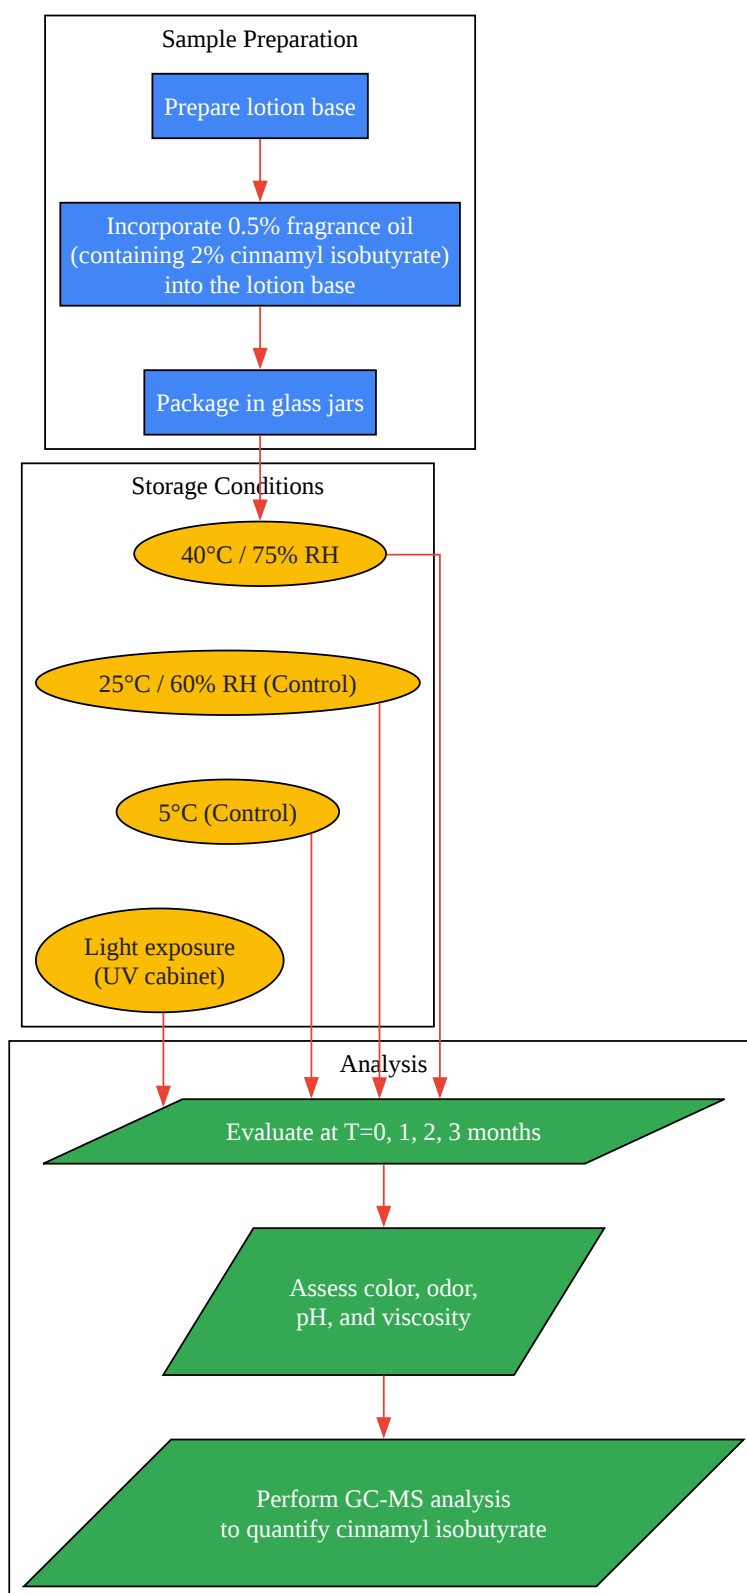 Sample Preparation
Prepare lotion base
Incorporate 0.5% fragrance oil
(containing 2% cinnamyl isobutyrate)
into the lotion base
Package in glass jars
Storage Conditions
40°C / 75% RH
25°C / 60% RH (Control)
5°C (Control)
Light exposure
(UV cabinet)
Analysis
Evaluate at T=0, 1, 2, 3 months
Assess color, odor,
pH, and viscosity
Perform GC-MS analysis
to quantify cinnamyl isobutyrate